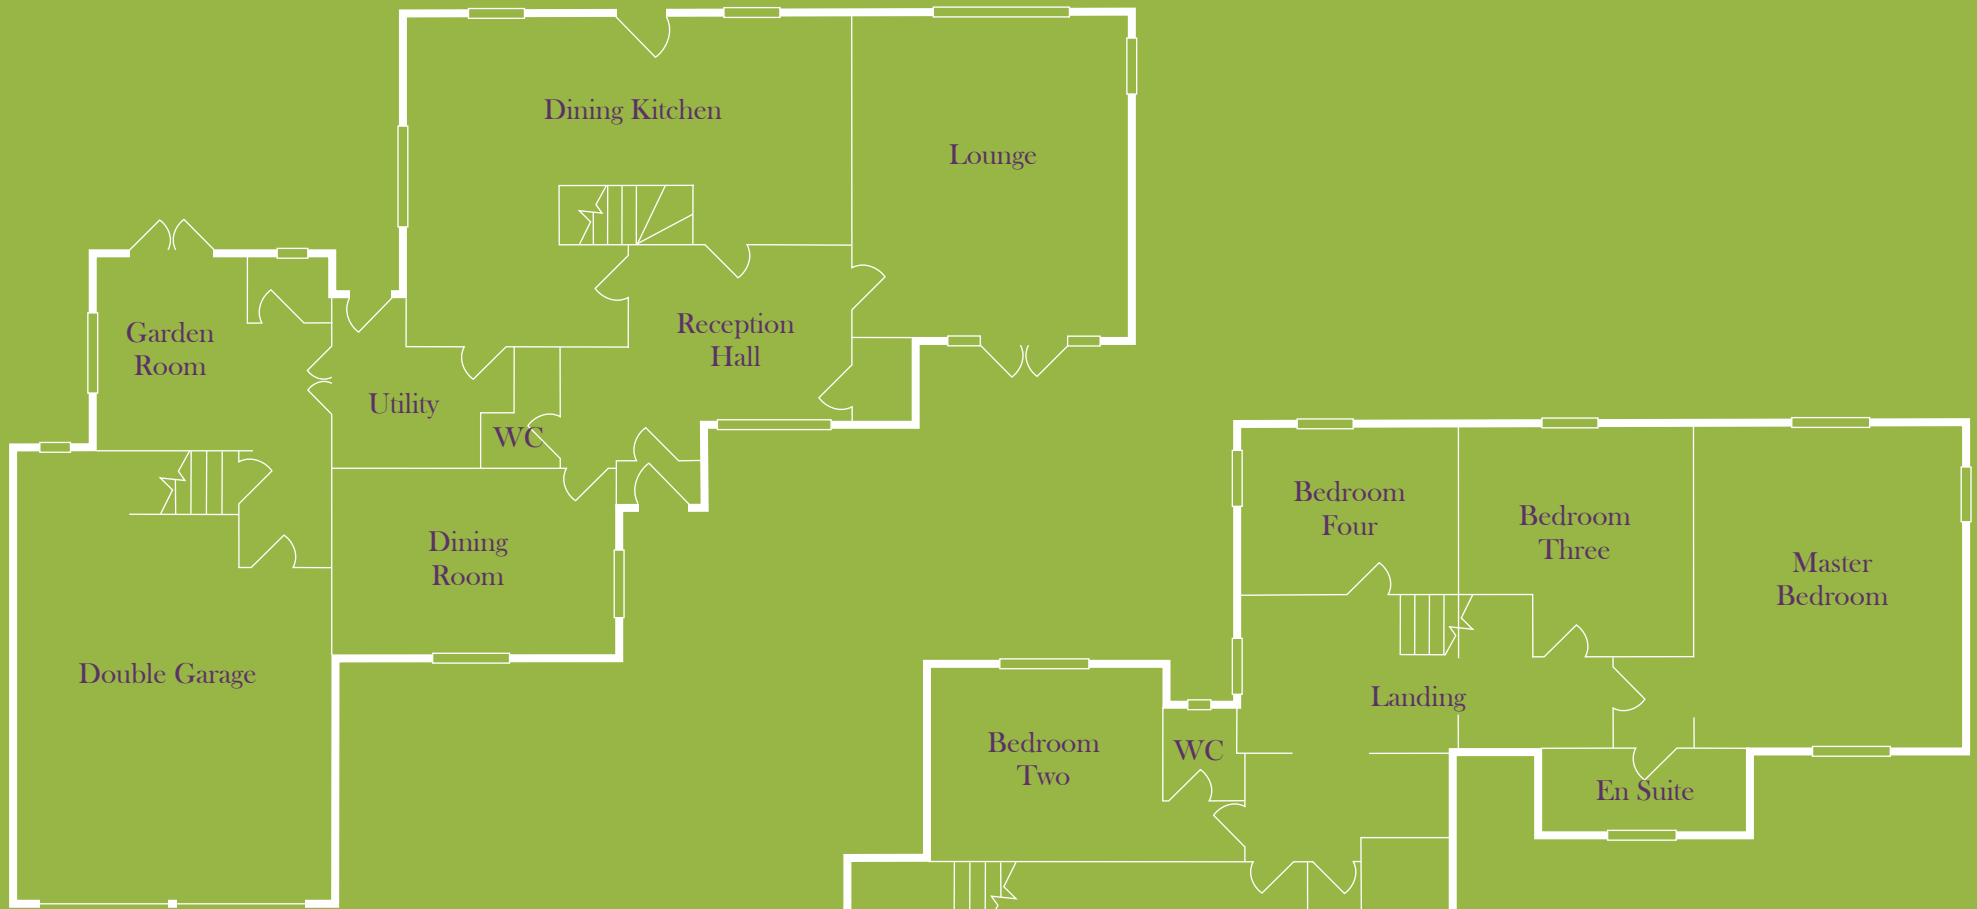 Dining Kitchen
Lounge
Garden
Room
Reception
Hall
Utility
WC
Dining
Room
Double Garage
Bedroom
Four
Bedroom
Three
Master
Bedroom
Landing
Bedroom
Two
WC
En Suite